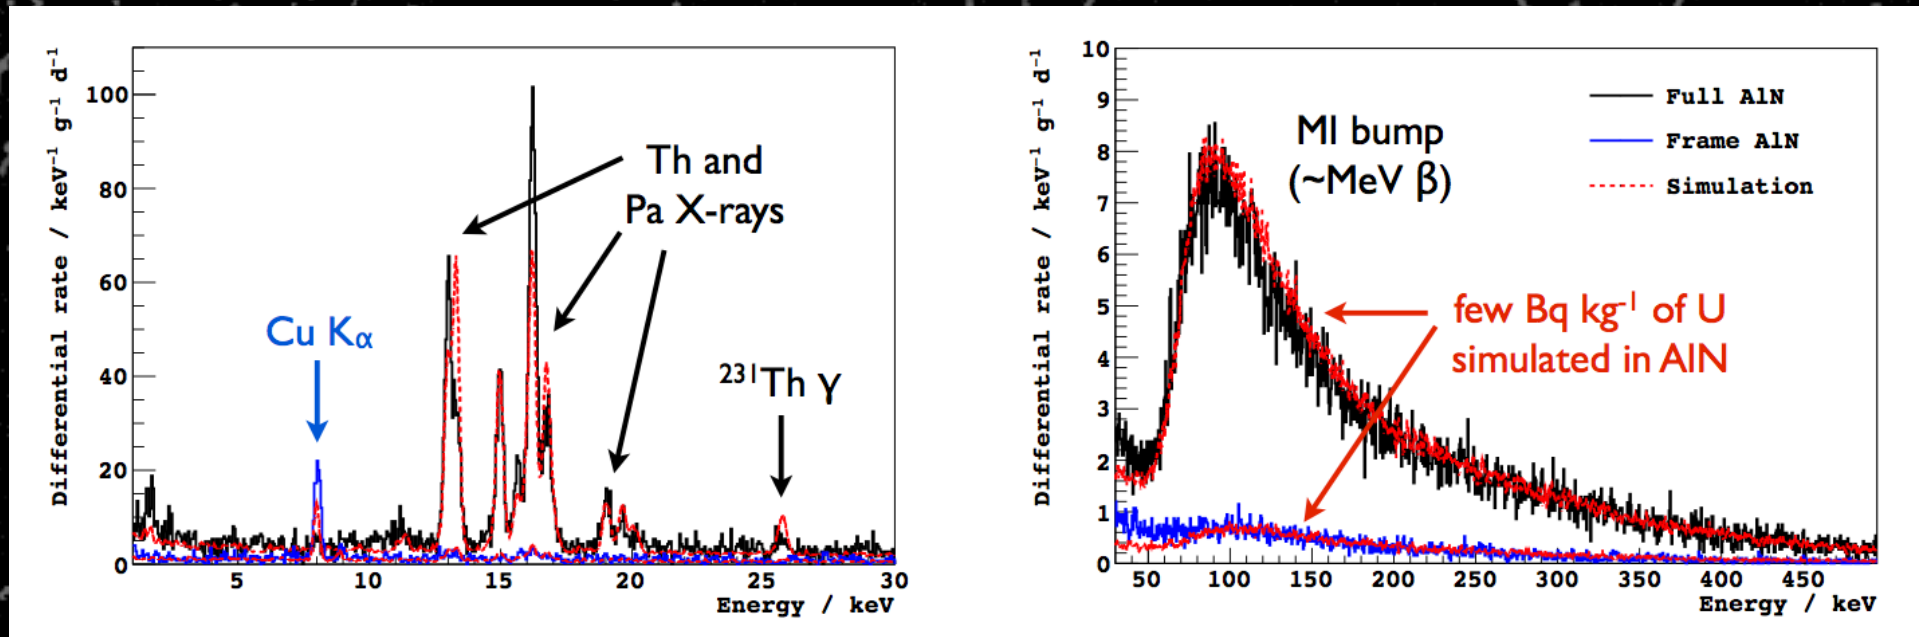 Differential rate / keV⁻¹ g⁻¹ d⁻¹
100
80
60
40
20
0
5
10
15
20
25
30
Energy / keV
Cu Kα
Th and
Pa X-rays
²³¹Th γ
Differential rate / keV⁻¹ g⁻¹ d⁻¹
10
9
8
7
6
5
4
3
2
1
0
50
100
150
200
250
300
350
400
450
Energy / keV
MI bump
(~MeV β)
Full AlN
Frame AlN
Simulation
few Bq kg⁻¹ of U
simulated in AlN